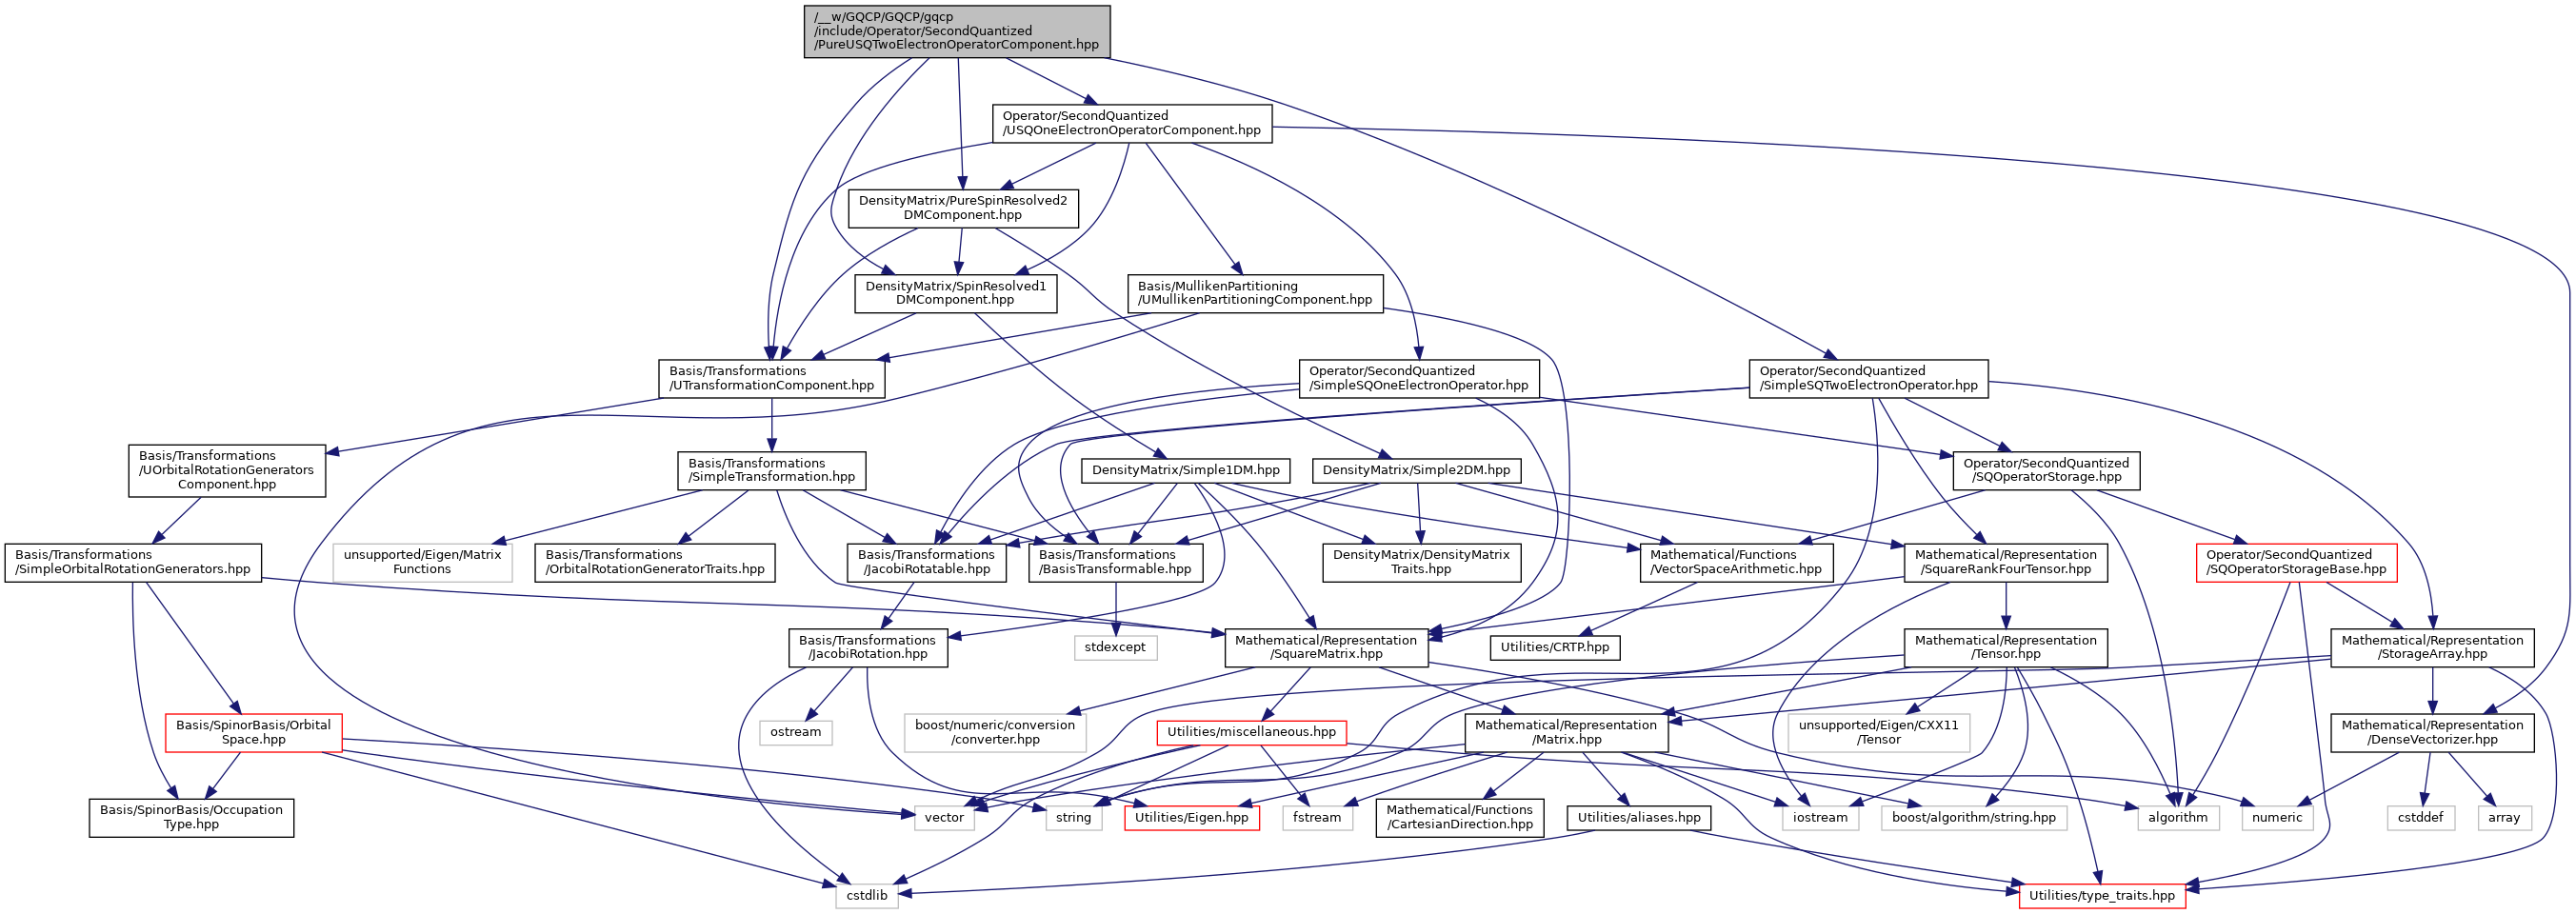 /__w/GQCP/GQCP/gqcp
/include/Operator/SecondQuantized
/PureUSQTwoElectronOperatorComponent.hpp
Operator/SecondQuantized
/USQOneElectronOperatorComponent.hpp
DensityMatrix/PureSpinResolved2
DMComponent.hpp
DensityMatrix/SpinResolved1
DMComponent.hpp
Basis/MullikenPartitioning
/UMullikenPartitioningComponent.hpp
Basis/Transformations
/UTransformationComponent.hpp
Operator/SecondQuantized
/SimpleSQOneElectronOperator.hpp
Operator/SecondQuantized
/SimpleSQTwoElectronOperator.hpp
Basis/Transformations
/UOrbitalRotationGenerators
Component.hpp
Basis/Transformations
/SimpleTransformation.hpp
DensityMatrix/Simple1DM.hpp
DensityMatrix/Simple2DM.hpp
Operator/SecondQuantized
/SQOperatorStorage.hpp
Basis/Transformations
/SimpleOrbitalRotationGenerators.hpp
unsupported/Eigen/Matrix
Functions
Basis/Transformations
/OrbitalRotationGeneratorTraits.hpp
Basis/Transformations
/JacobiRotatable.hpp
Basis/Transformations
/BasisTransformable.hpp
DensityMatrix/DensityMatrix
Traits.hpp
Mathematical/Functions
/VectorSpaceArithmetic.hpp
Mathematical/Representation
/SquareRankFourTensor.hpp
Operator/SecondQuantized
/SQOperatorStorageBase.hpp
Basis/Transformations
/JacobiRotation.hpp
stdexcept
Mathematical/Representation
/SquareMatrix.hpp
Utilities/CRTP.hpp
Mathematical/Representation
/Tensor.hpp
Mathematical/Representation
/StorageArray.hpp
Basis/SpinorBasis/Orbital
Space.hpp
ostream
boost/numeric/conversion
/converter.hpp
Utilities/miscellaneous.hpp
Mathematical/Representation
/Matrix.hpp
unsupported/Eigen/CXX11
/Tensor
Mathematical/Representation
/DenseVectorizer.hpp
Basis/SpinorBasis/Occupation
Type.hpp
vector
string
Utilities/Eigen.hpp
fstream
Mathematical/Functions
/CartesianDirection.hpp
Utilities/aliases.hpp
iostream
boost/algorithm/string.hpp
algorithm
numeric
cstddef
array
cstdlib
Utilities/type_traits.hpp